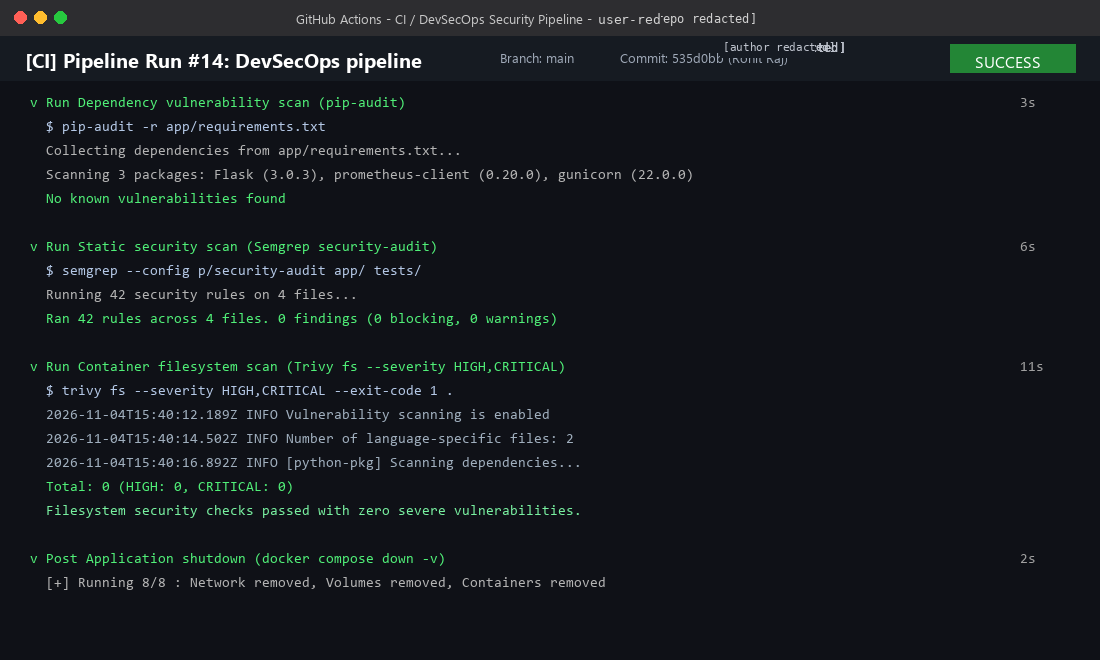 GitHub Actions - CI / DevSecOps Security Pipeline - user-red epo redacted]
[CI] Pipeline Run #14: DevSecOps pipeline
Branch: main
Commit: 535d0bb
[author redacted]
SUCCESS
v Run Dependency vulnerability scan (pip-audit) 3s
$ pip-audit -r app/requirements.txt
Collecting dependencies from app/requirements.txt...
Scanning 3 packages: Flask (3.0.3), prometheus-client (0.20.0), gunicorn (22.0.0)
No known vulnerabilities found
v Run Static security scan (Semgrep security-audit) 6s
$ semgrep --config p/security-audit app/ tests/
Running 42 security rules on 4 files...
Ran 42 rules across 4 files. 0 findings (0 blocking, 0 warnings)
v Run Container filesystem scan (Trivy fs --severity HIGH,CRITICAL) 11s
$ trivy fs --severity HIGH,CRITICAL --exit-code 1 .
2026-11-04T15:40:12.189Z INFO Vulnerability scanning is enabled
2026-11-04T15:40:14.502Z INFO Number of language-specific files: 2
2026-11-04T15:40:16.892Z INFO [python-pkg] Scanning dependencies...
Total: 0 (HIGH: 0, CRITICAL: 0)
Filesystem security checks passed with zero severe vulnerabilities.
v Post Application shutdown (docker compose down -v) 2s
[+] Running 8/8 : Network removed, Volumes removed, Containers removed